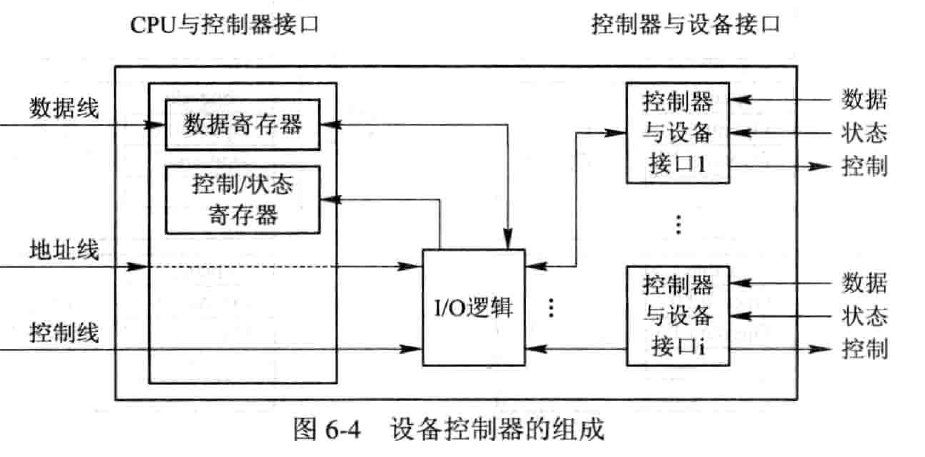 CPU与控制器接口
控制器与设备接口
数据线
数据寄存器
控制/状态
寄存器
地址线
控制线
I/O逻辑
⋮
控制器
与设备
接口1
数据
状态
控制
⋮
控制器
与设备
接口i
数据
状态
控制
图 6-4 设备控制器的组成